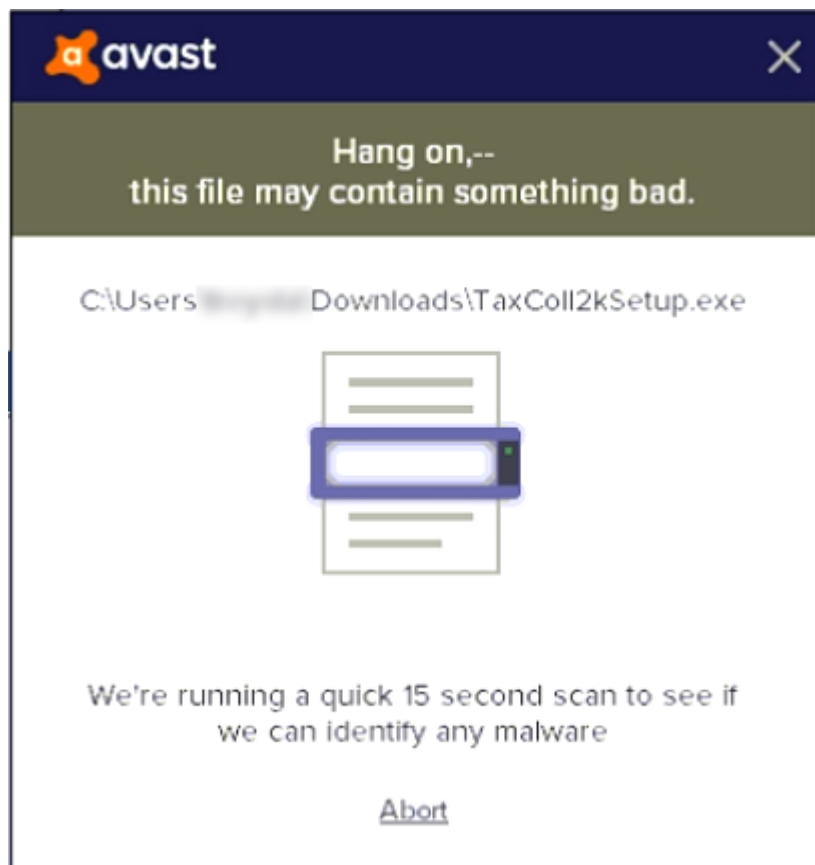 avast
Hang on,--
this file may contain something bad.
C:\Users Downloads\TaxColl2kSetup.exe
We're running a quick 15 second scan to see if
we can identify any malware
Abort